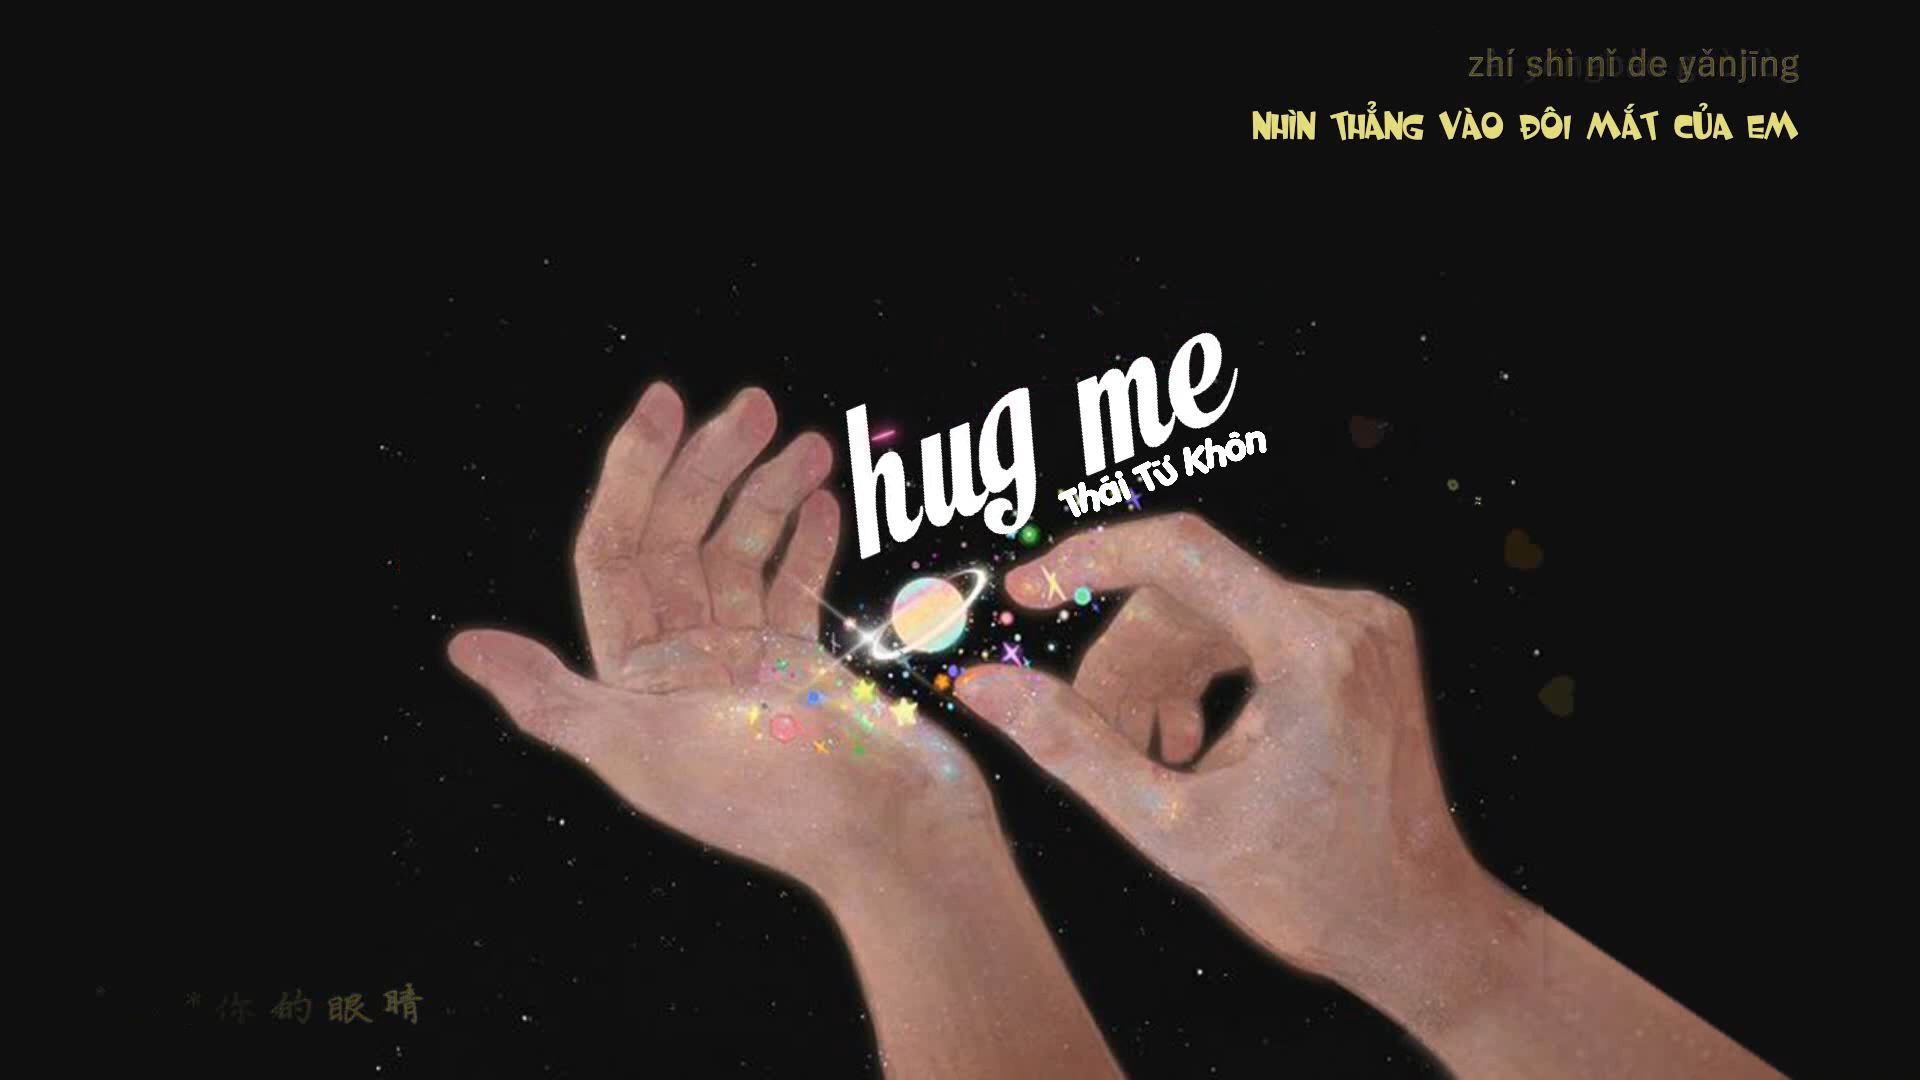 zhí shì nǐ de yǎnjīng
NHÌN THẲNG VÀO ĐÔI MẮT CỦA EM
hug me
Thái Từ Khôn
你的眼睛